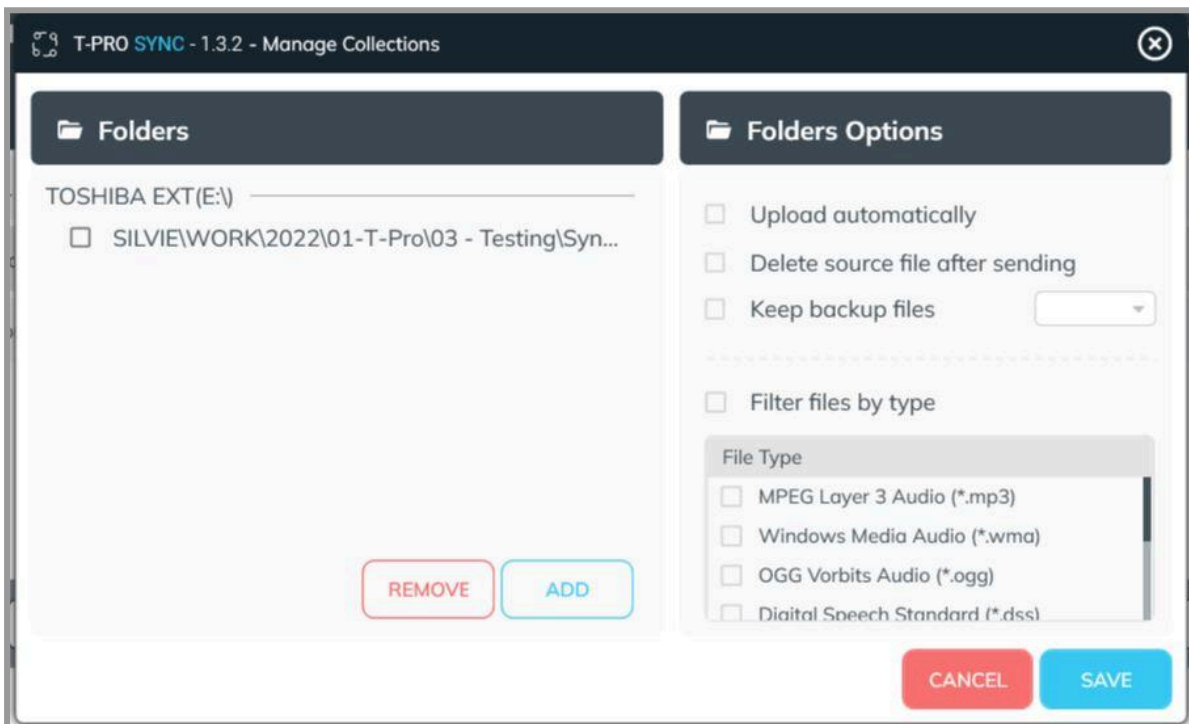 T-PRO SYNC - 1.3.2 - Manage Collections
Folders
TOSHIBA EXT(E:\)
SILVIE\WORK\2022\01-T-Pro\03 - Testing\Syn...
REMOVE
ADD
Folders Options
Upload automatically
Delete source file after sending
Keep backup files
Filter files by type
File Type
MPEG Layer 3 Audio (*.mp3)
Windows Media Audio (*.wma)
OGG Vorbits Audio (*.ogg)
Digital Speech Standard (*.dss)
CANCEL
SAVE